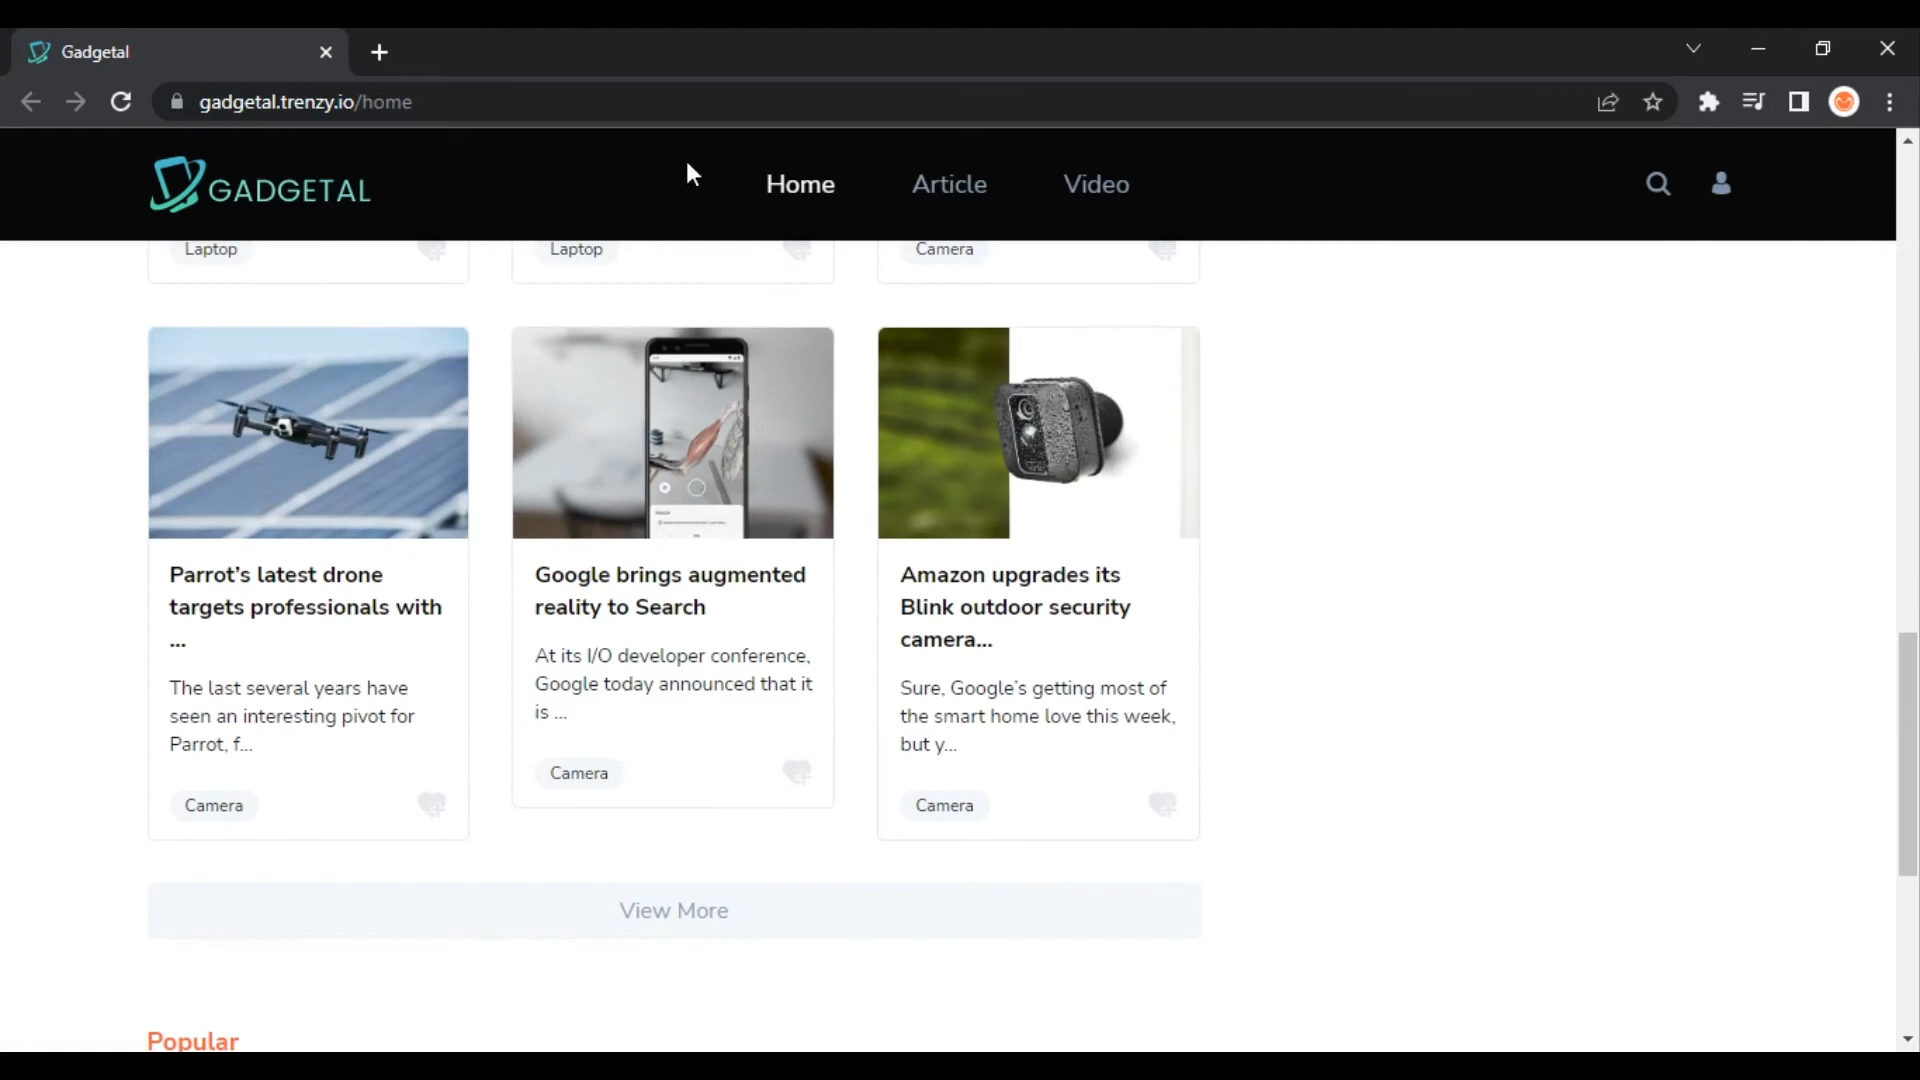 Gadgetal
gadgetal.trenzy.io/home
GADGETAL
Home
Article
Video
Laptop
Laptop
Camera
Parrot’s latest drone
targets professionals with
...
The last several years have
seen an interesting pivot for
Parrot, f...
Camera
Google brings augmented
reality to Search
At its I/O developer conference,
Google today announced that it
is ...
Camera
Amazon upgrades its
Blink outdoor security
camera...
Sure, Google’s getting most of
the smart home love this week,
but y...
Camera
View More
Popular